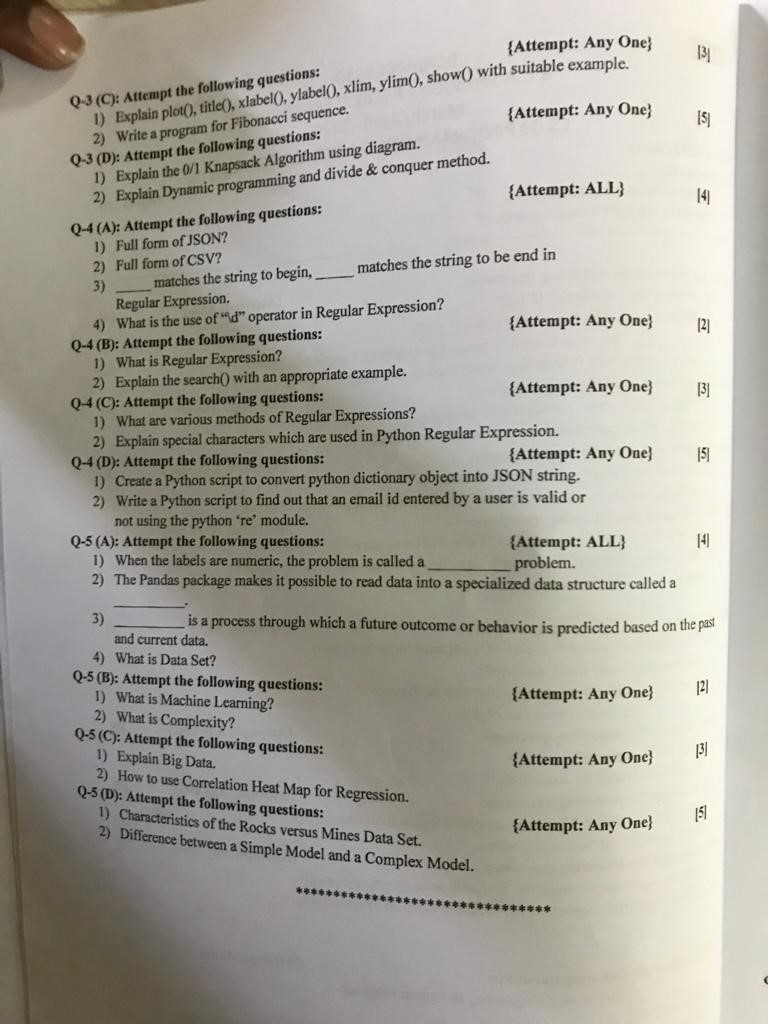 {Attempt: Any One} [3]
Q-3 (C): Attempt the following questions:
1) Explain plot(), title(), xlabel(), ylabel(), xlim, ylim(), show() with suitable example.
2) Write a program for Fibonacci sequence.
{Attempt: Any One} [5]
Q-3 (D): Attempt the following questions:
1) Explain the 0/1 Knapsack Algorithm using diagram.
2) Explain Dynamic programming and divide & conquer method.
{Attempt: ALL} [4]
Q-4 (A): Attempt the following questions:
1) Full form of JSON?
2) Full form of CSV?
3) _____ matches the string to begin, _____ matches the string to be end in
Regular Expression.
4) What is the use of "\d" operator in Regular Expression?
Q-4 (B): Attempt the following questions: {Attempt: Any One} [2]
1) What is Regular Expression?
2) Explain the search() with an appropriate example.
Q-4 (C): Attempt the following questions: {Attempt: Any One} [3]
1) What are various methods of Regular Expressions?
2) Explain special characters which are used in Python Regular Expression.
Q-4 (D): Attempt the following questions: {Attempt: Any One} [5]
1) Create a Python script to convert python dictionary object into JSON string.
2) Write a Python script to find out that an email id entered by a user is valid or
not using the python ‘re’ module.
Q-5 (A): Attempt the following questions: {Attempt: ALL} [4]
1) When the labels are numeric, the problem is called a __________ problem.
2) The Pandas package makes it possible to read data into a specialized data structure called a
_________.
3) _________ is a process through which a future outcome or behavior is predicted based on the past
and current data.
4) What is Data Set?
Q-5 (B): Attempt the following questions: {Attempt: Any One} [2]
1) What is Machine Learning?
2) What is Complexity?
Q-5 (C): Attempt the following questions: {Attempt: Any One} [3]
1) Explain Big Data.
2) How to use Correlation Heat Map for Regression.
Q-5 (D): Attempt the following questions: {Attempt: Any One} [5]
1) Characteristics of the Rocks versus Mines Data Set.
2) Difference between a Simple Model and a Complex Model.
*********************************